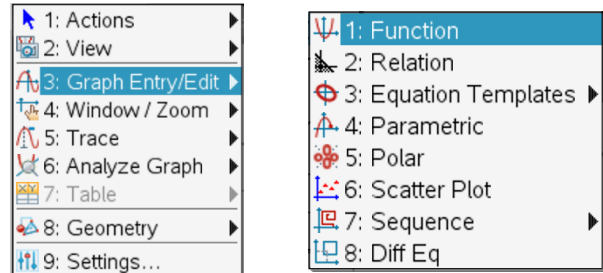 1: Actions
2: View
3: Graph Entry/Edit
4: Window / Zoom
5: Trace
6: Analyze Graph
7: Table
8: Geometry
9: Settings...
1: Function
2: Relation
3: Equation Templates
4: Parametric
5: Polar
6: Scatter Plot
7: Sequence
8: Diff Eq